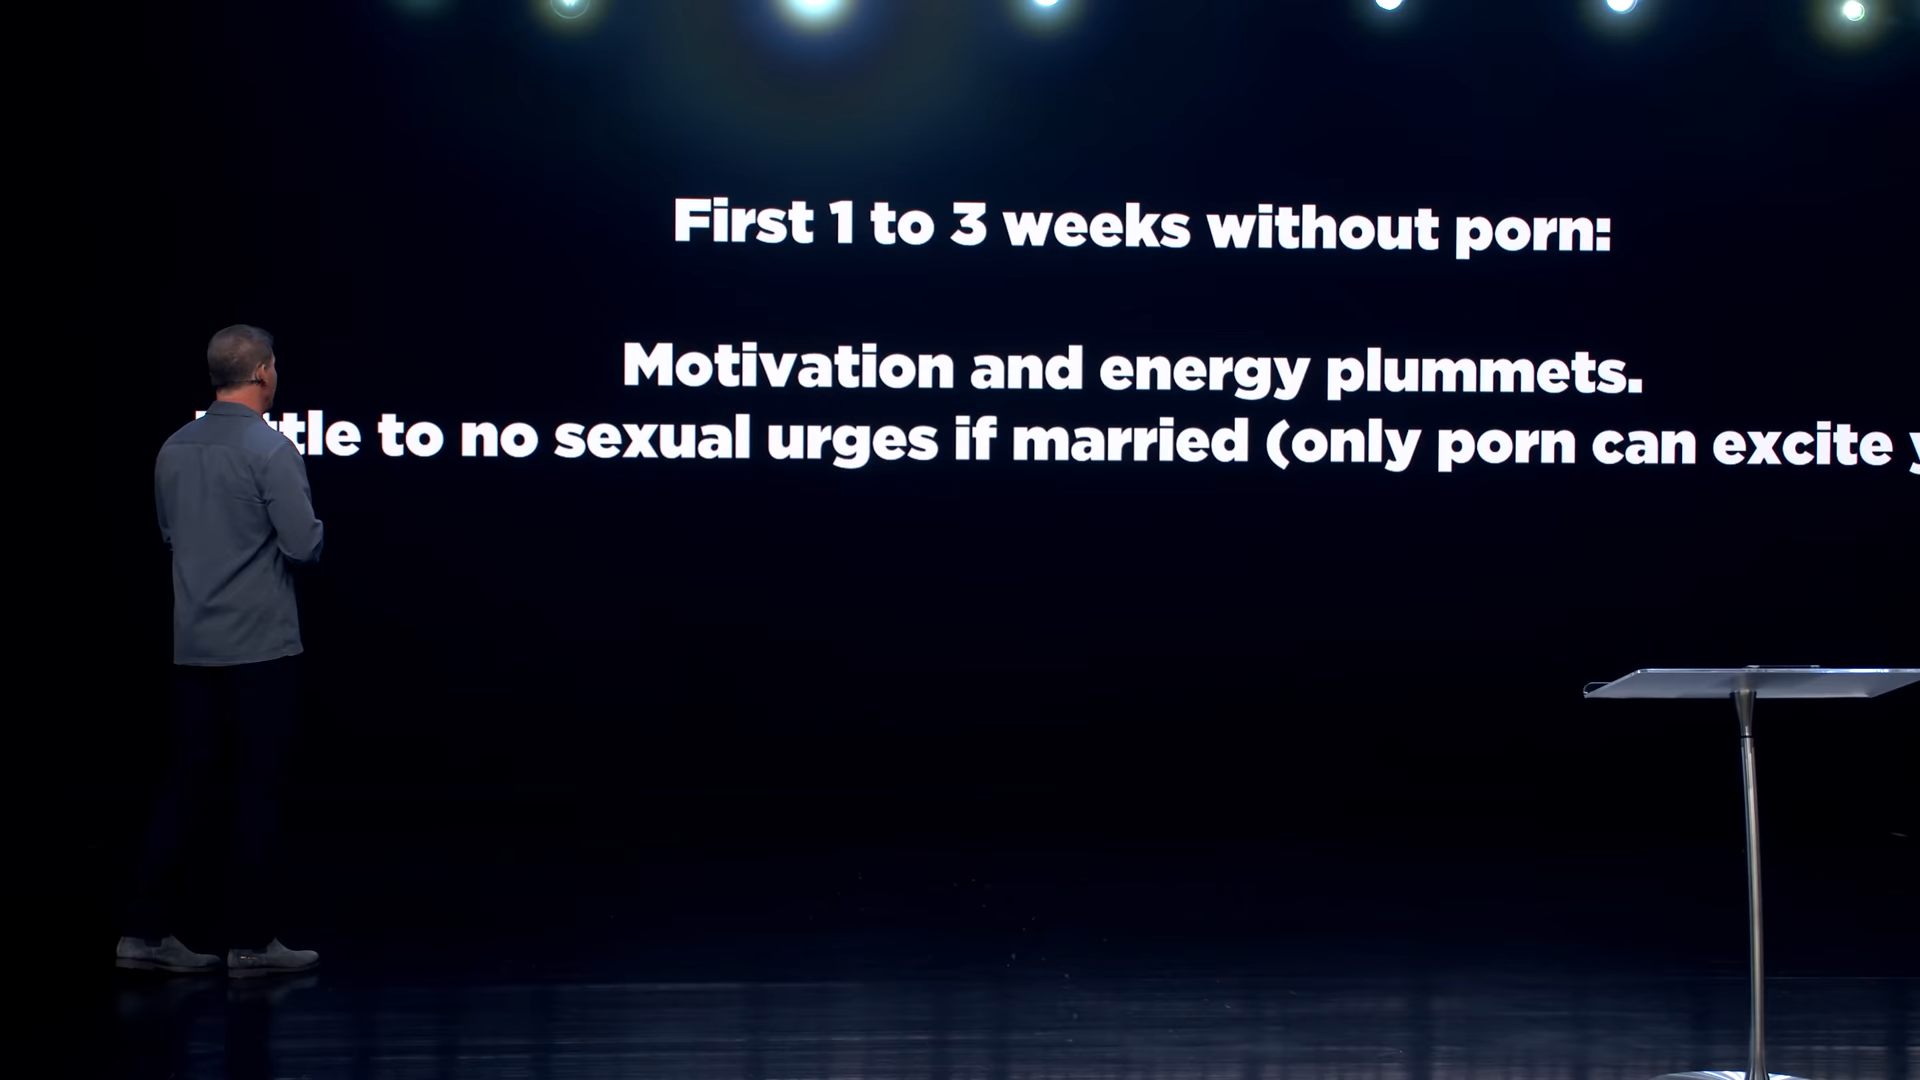 First 1 to 3 weeks without porn:
Motivation and energy plummets.
to no sexual urges if married (only porn can excite